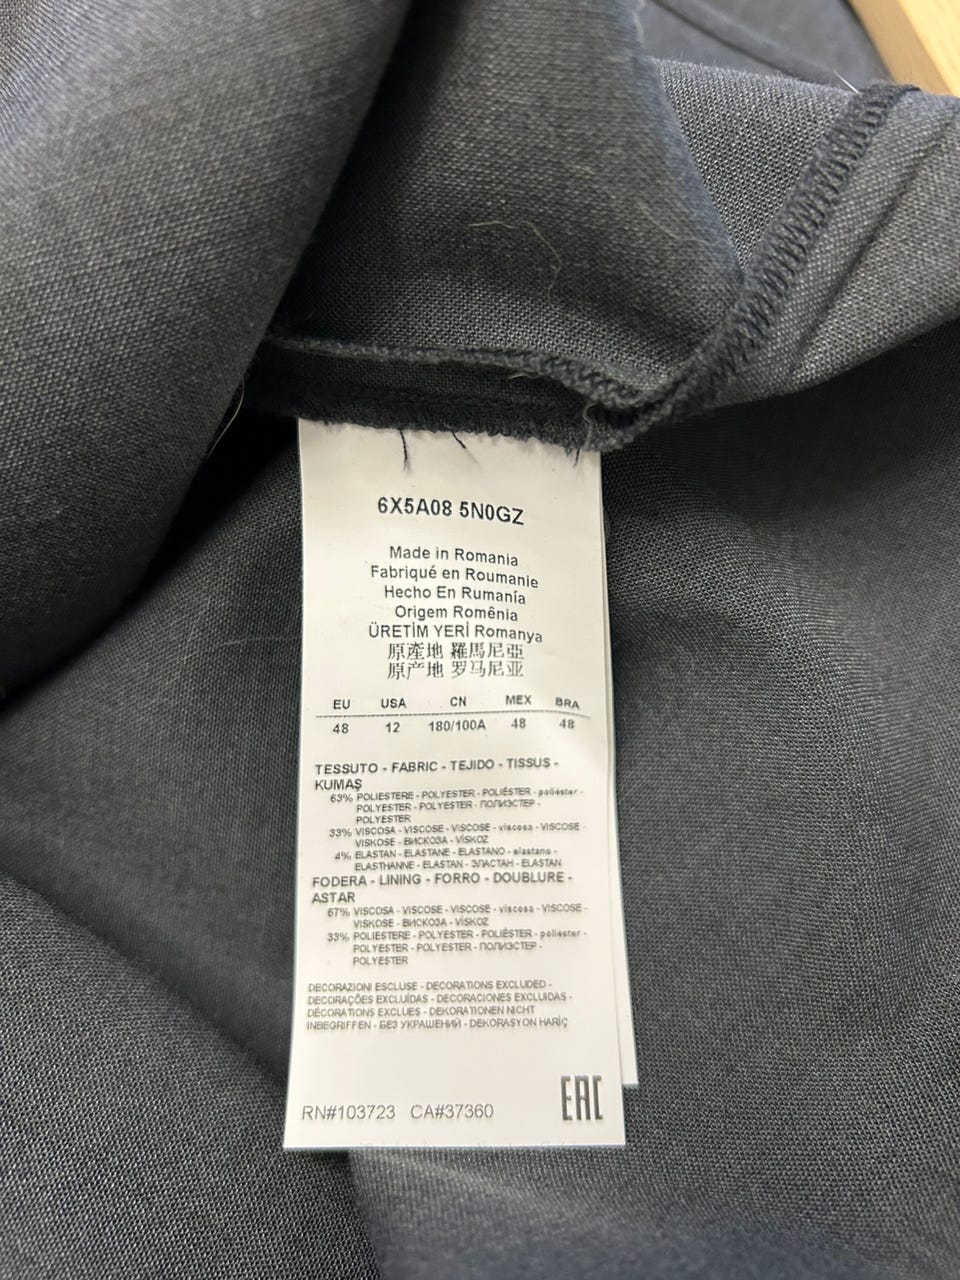 6X5A08 5N0GZ
Made in Romania
Fabriqué en Roumanie
Hecho En Rumanía
Origem Romênia
ÜRETİM YERİ Romanya
原產地 羅馬尼亞
原产地 罗马尼亚
EU USA CN MEX BRA
48 12 180/100A 48 48
TESSUTO - FABRIC - TEJIDO - TISSUS -
KUMAŞ
63% POLIESTERE - POLYESTER - POLIÉSTER - poliéster -
POLYESTER - POLYESTER - ПОЛИЭСТЕР -
POLYESTER
33% VISCOSA - VISCOSE - VISCOSE - viscosa - VISCOSE -
VISKOSE - ВИСКОЗА - VİSKOZ
4% ELASTAN - ELASTANE - ELASTANO - elastano -
ELASTHANNE - ELASTAN - ЭЛАСТАН - ELASTAN
FODERA - LINING - FORRO - DOUBLURE -
ASTAR
67% VISCOSA - VISCOSE - VISCOSE - viscosa - VISCOSE -
VISKOSE - ВИСКОЗА - VİSKOZ
33% POLIESTERE - POLYESTER - POLIÉSTER - poliéster -
POLYESTER - POLYESTER - ПОЛИЭСТЕР -
POLYESTER
DECORAZIONI ESCLUSE - DECORATIONS EXCLUDED -
DECORAÇÕES EXCLUÍDAS - DECORACIONES EXCLUIDAS -
DÉCORATIONS EXCLUES - DEKORATIONEN NICHT
INBEGRIFFEN - БЕЗ УКРАШЕНИЙ - DEKORASYON HARİÇ
RN#103723 CA#37360
EAC